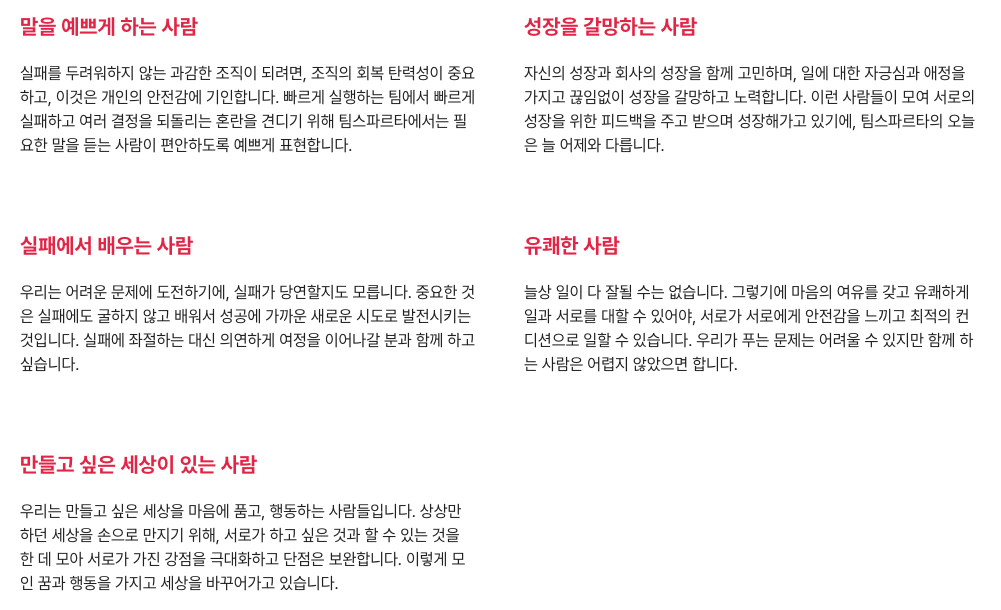 말을 예쁘게 하는 사람
실패를 두려워하지 않는 과감한 조직이 되려면, 조직의 회복 탄력성이 중요
하고, 이것은 개인의 안전감에 기인합니다. 빠르게 실행하는 팀에서 빠르게
실패하고 여러 결정을 되돌리는 혼란을 견디기 위해 팀스파르타에서는 필
요한 말을 듣는 사람이 편안하도록 예쁘게 표현합니다.
성장을 갈망하는 사람
자신의 성장과 회사의 성장을 함께 고민하며, 일에 대한 자긍심과 애정을
가지고 끊임없이 성장을 갈망하고 노력합니다. 이런 사람들이 모여 서로의
성장을 위한 피드백을 주고 받으며 성장해가고 있기에, 팀스파르타의 오늘
은 늘 어제와 다릅니다.
실패에서 배우는 사람
우리는 어려운 문제에 도전하기에, 실패가 당연할지도 모릅니다. 중요한 것
은 실패에도 굴하지 않고 배워서 성공에 가까운 새로운 시도로 발전시키는
것입니다. 실패에 좌절하는 대신 의연하게 여정을 이어나갈 분과 함께 하고
싶습니다.
유쾌한 사람
늘상 일이 다 잘될 수는 없습니다. 그렇기에 마음의 여유를 갖고 유쾌하게
일과 서로를 대할 수 있어야, 서로가 서로에게 안전감을 느끼고 최적의 컨
디션으로 일할 수 있습니다. 우리가 푸는 문제는 어려울 수 있지만 함께 하
는 사람은 어렵지 않았으면 합니다.
만들고 싶은 세상이 있는 사람
우리는 만들고 싶은 세상을 마음에 품고, 행동하는 사람들입니다. 상상만
하던 세상을 손으로 만지기 위해, 서로가 하고 싶은 것과 할 수 있는 것을
한 데 모아 서로가 가진 강점을 극대화하고 단점은 보완합니다. 이렇게 모
인 꿈과 행동을 가지고 세상을 바꾸어가고 있습니다.